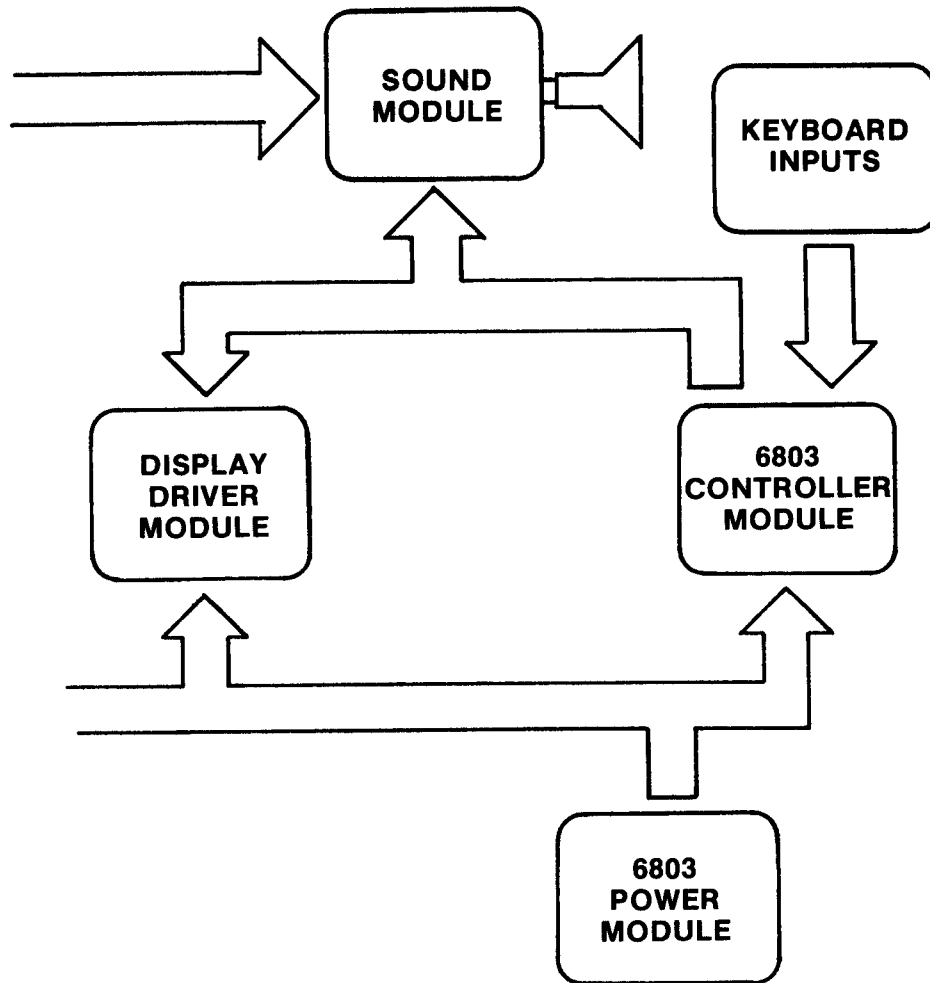 SOUND
MODULE
KEYBOARD
INPUTS
DISPLAY
DRIVER
MODULE
6803
CONTROLLER
MODULE
6803
POWER
MODULE